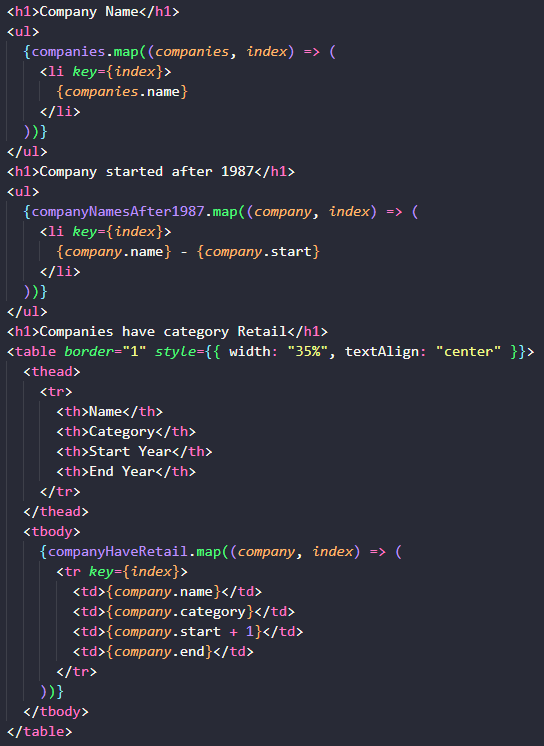 <h1>Company Name</h1>
<ul>
  {companies.map((companies, index) => (
    <li key={index}>
      {companies.name}
    </li>
  ))}
</ul>
<h1>Company started after 1987</h1>
<ul>
  {companyNamesAfter1987.map((company, index) => (
    <li key={index}>
      {company.name} - {company.start}
    </li>
  ))}
</ul>
<h1>Companies have category Retail</h1>
<table border="1" style={{ width: "35%", textAlign: "center" }}>
  <thead>
    <tr>
      <th>Name</th>
      <th>Category</th>
      <th>Start Year</th>
      <th>End Year</th>
    </tr>
  </thead>
  <tbody>
    {companyHaveRetail.map((company, index) => (
      <tr key={index}>
        <td>{company.name}</td>
        <td>{company.category}</td>
        <td>{company.start + 1}</td>
        <td>{company.end}</td>
      </tr>
    ))}
  </tbody>
</table>